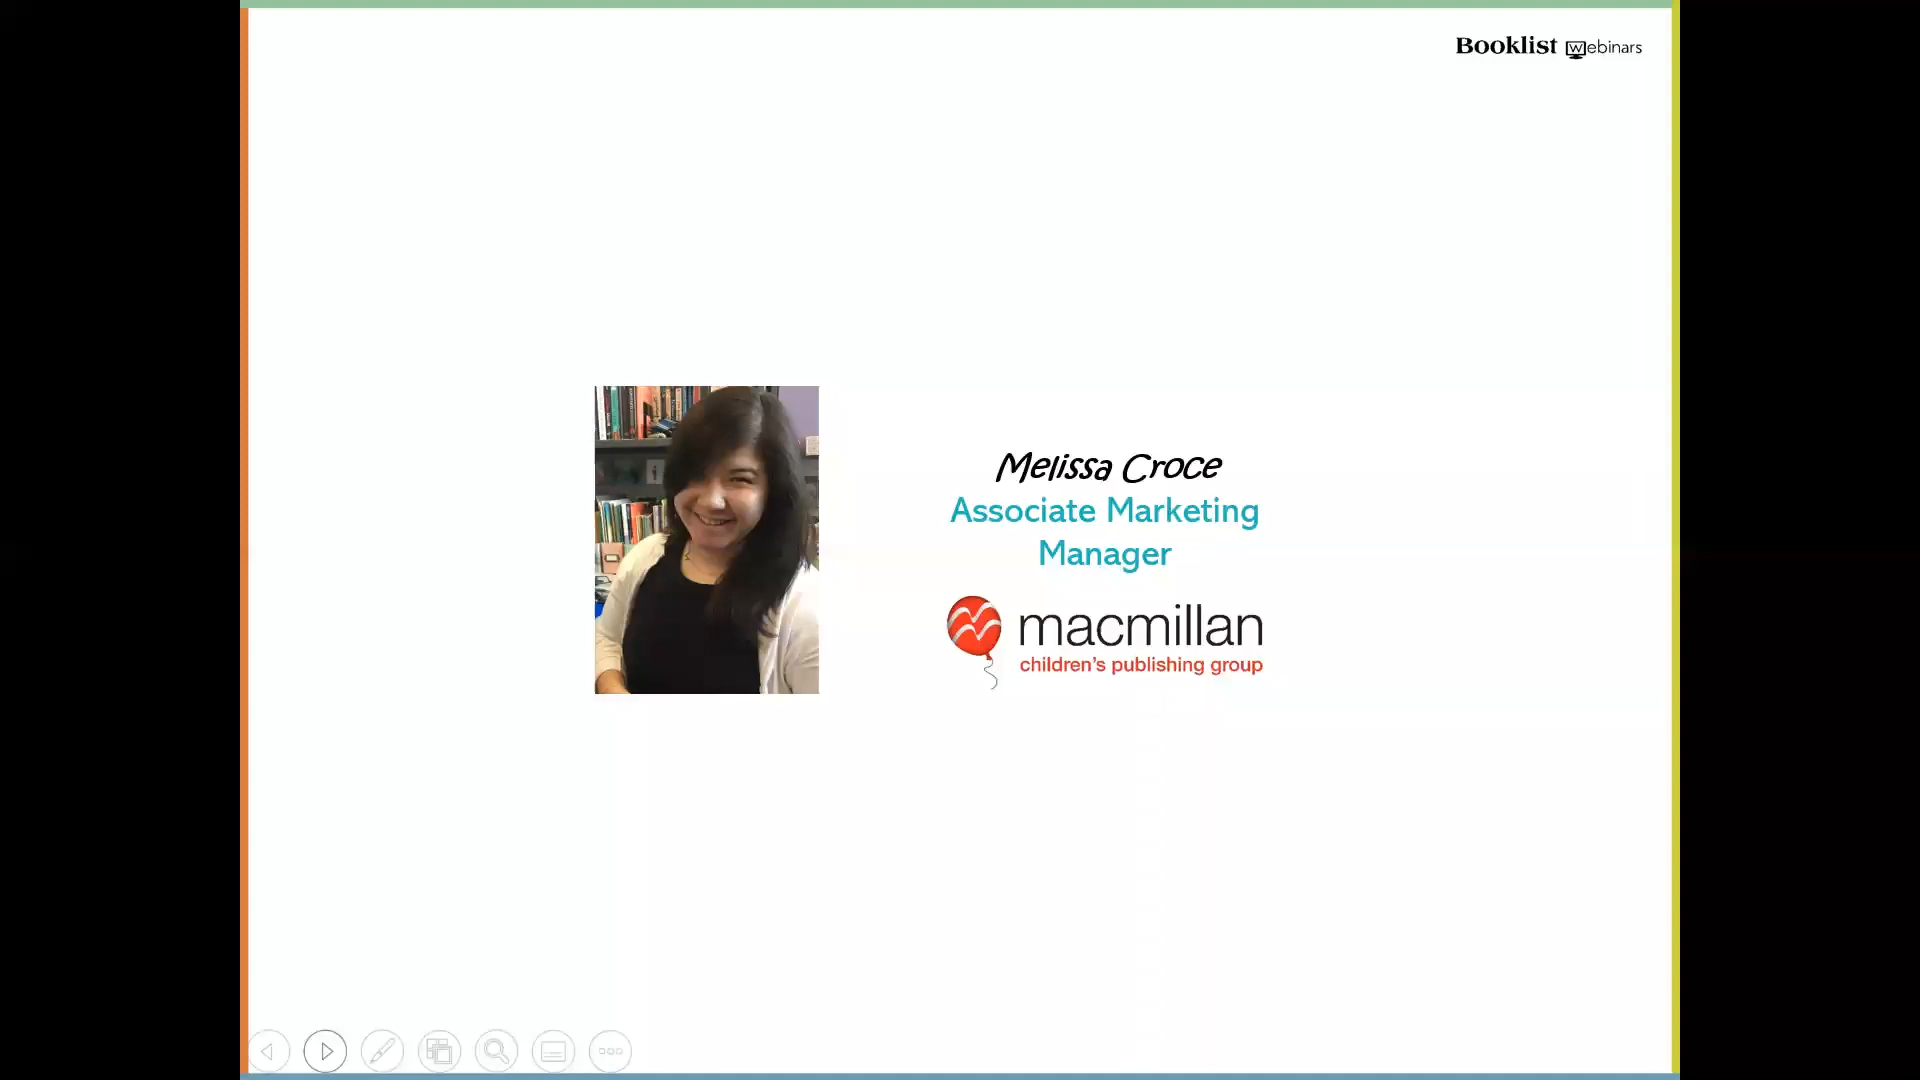 Booklist Webinars
Melissa Croce
Associate Marketing
Manager
macmillan
children's publishing group